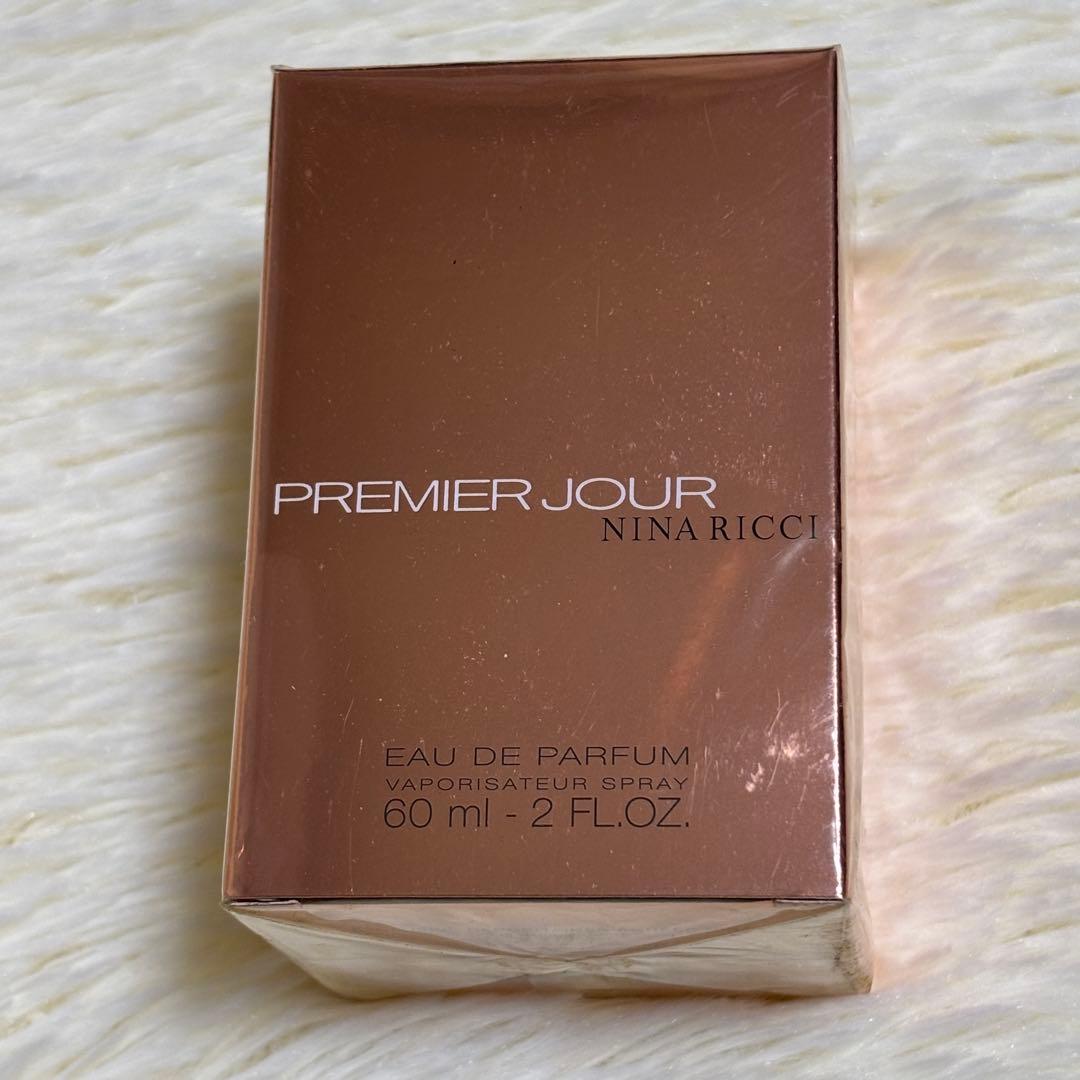 PREMIER JOUR
NINA RICCI
EAU DE PARFUM
VAPORISATEUR SPRAY
60 ml - 2 FL.OZ.